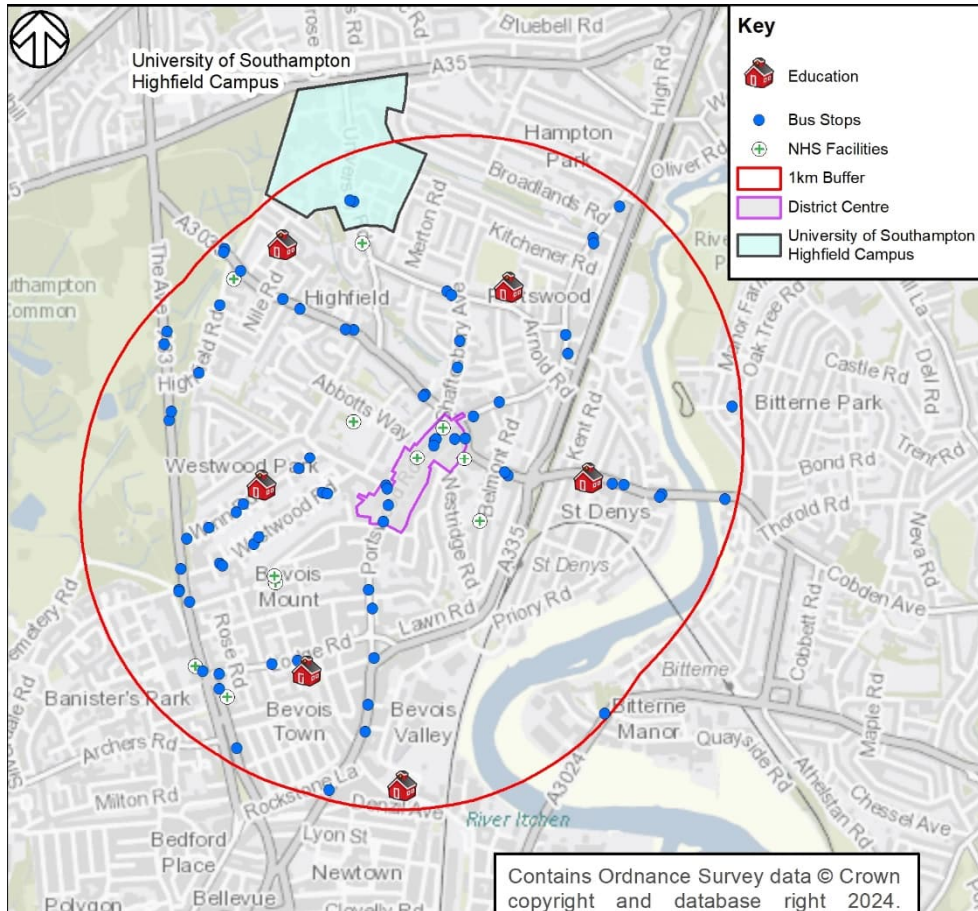 Key
Education
Bus Stops
NHS Facilities
1km Buffer
District Centre
University of Southampton
Highfield Campus
University of Southampton
Highfield Campus
Bluebell Rd
A35
High Rd
Hampton
Park
Oliver Rd
Broadlands Rd
Kitchener Rd
Merton Rd
A3035
The Ave
Highfield
Nile Rd
Highfield Rd
Shaftesbury Ave
Arnold Rd
Manor Farm
Oak Tree Rd
Castle Rd
Dell Rd
Bitterne Park
Trent Rd
Bond Rd
Abbotts Way
Westwood Park
Westwood Rd
Belmont Rd
Kent Rd
St Denys
Nestridge Rd
A335
St Denys
Thorold Rd
Neva Rd
Cobden Ave
Bevois
Mount
Lawn Rd
Priory Rd
Cemetery Rd
Rose Rd
Cobbett Rd
Bitterne
Banister's Park
Bevois
Town
Bevois
Valley
Bitterne
Manor
Maple Rd
Archers Rd
Quayside Rd
Athelstan Rd
A3024
Chessel Ave
Milton Rd
Rockstone La
Denzil Ave
River Itchen
Bedford
Place
Lyon St
Newtown
Bellevue
Clovelly Rd
Polygon
Contains Ordnance Survey data © Crown
copyright and database right 2024.